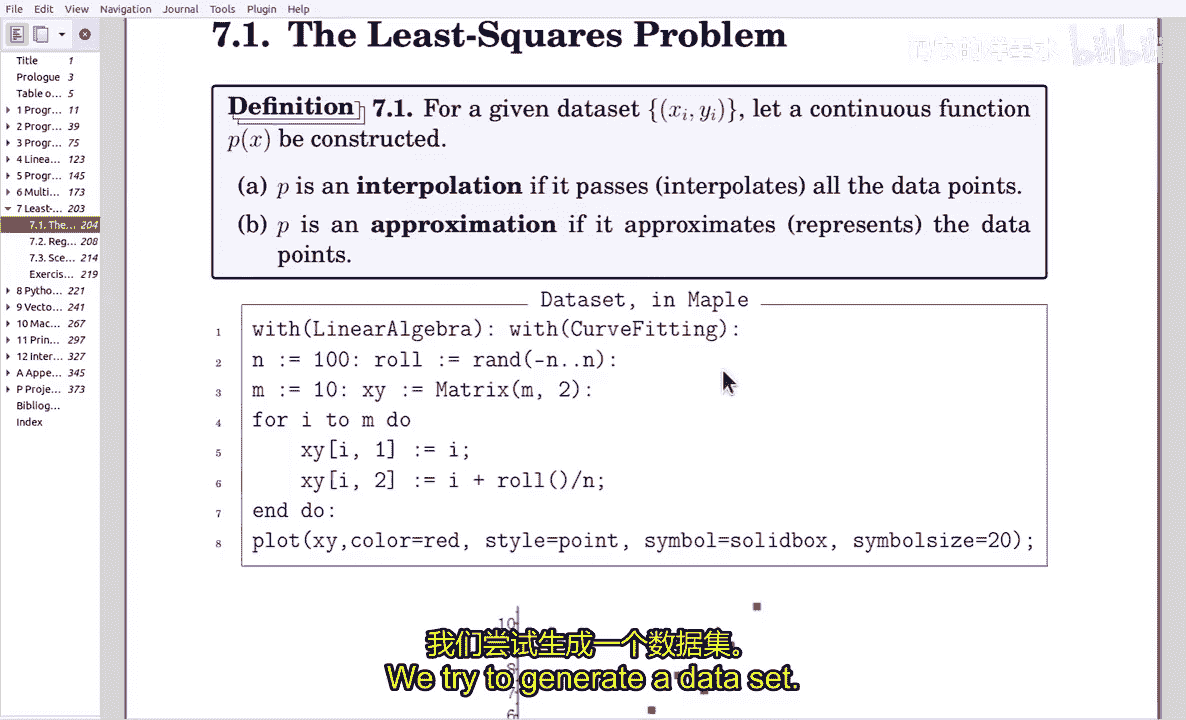 File Edit View Navigation Journal Tools Plugin Help
Title 1
Prologue 3
Table o... 5
1 Progr... 11
2 Progr... 39
3 Progr... 75
4 Linea... 123
5 Progr... 145
6 Multi... 173
7 Least-... 203
7.1. The... 204
7.2. Reg... 208
7.3. Sce... 214
Exercis... 219
8 Pytho... 221
9 Vecto... 241
10 Mac... 267
11 Prin... 297
12 Inter... 327
A Appe... 345
P Proje... 373
Bibliog...
Index
7.1. The Least-Squares Problem
Definition 7.1. For a given dataset {(xᵢ, yᵢ)}, let a continuous function
p(x) be constructed.
(a) p is an interpolation if it passes (interpolates) all the data points.
(b) p is an approximation if it approximates (represents) the data
points.
Dataset, in Maple
1 with(LinearAlgebra): with(CurveFitting):
2 n := 100: roll := rand(-n..n):
3 m := 10: xy := Matrix(m, 2):
4 for i to m do
5 xy[i, 1] := i;
6 xy[i, 2] := i + roll()/n;
7 end do:
8 plot(xy,color=red, style=point, symbol=solidbox, symbolsize=20);
10
我们尝试生成一个数据集。
We try to generate a data set.